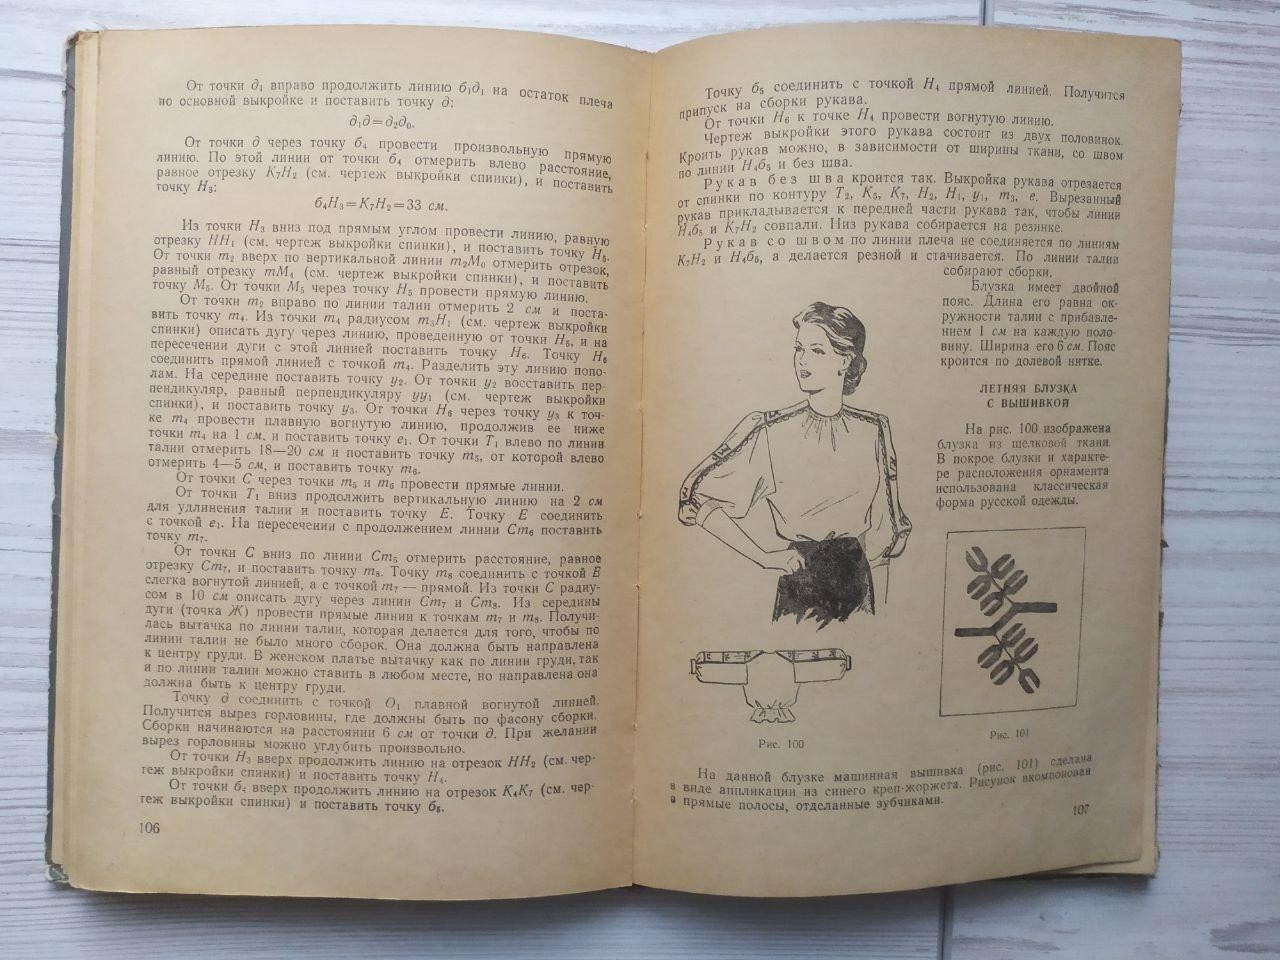 От точки д₁ вправо продолжить линию б₁д₁ на остаток плеча
по основной выкройке и поставить точку д:
д₁д=д₂д₀.
От точки д через точку б₄ провести произвольную прямую
линию. По этой линии от точки б₄ отмерить влево расстояние,
равное отрезку К₇Н₂ (см. чертеж выкройки спинки), и поставить
точку Н₃:
б₄Н₃=К₇Н₂=33 см.
Из точки Н₃ вниз под прямым углом провести линию, равную
отрезку НН₁ (см. чертеж выкройки спинки), и поставить точку Н₅.
От точки т₂ вверх по вертикальной линии т₂М₀ отмерить отрезок,
равный отрезку тМ₄ (см. чертеж выкройки спинки), и поставить
точку М₅. От точки М₅ через точку Н₅ провести прямую линию.
От точки т₂ вправо по линии талии отмерить 2 см и поста-
вить точку т₄. Из точки т₄ радиусом т₃Н₁ (см. чертеж выкройки
спинки) описать дугу через линию, проведенную от точки Н₅, и на
пересечении дуги с этой линией поставить точку Н₆. Точку Н₆
соединить прямой линией с точкой т₄. Разделить эту линию попо-
лам. На середине поставить точку у₂. От точки у₂ восставить пер-
пендикуляр, равный перпендикуляру уу₁ (см. чертеж выкройки
спинки), и поставить точку у₃. От точки Н₆ через точку у₃ к точ-
ке т₄ провести плавную вогнутую линию, продолжив ее ниже
точки т₄ на 1 см, и поставить точку е₁. От точки Т₁ влево по линии
талии отмерить 18—20 см и поставить точку т₅, от которой влево
отмерить 4—5 см, и поставить точку т₆.
От точки С через точки т₅ и т₆ провести прямые линии.
От точки Т₁ вниз продолжить вертикальную линию на 2 см
для удлинения талии и поставить точку Е. Точку Е соединить
с точкой е₁. На пересечении с продолжением линии Ст₆ поставить
точку т₇.
От точки С вниз по линии Ст₅ отмерить расстояние, равное
отрезку Ст₇, и поставить точку т₈. Точку т₈ соединить с точкой Е
слегка вогнутой линией, а с точкой т₇ — прямой. Из точки С радиу-
сом в 10 см описать дугу через линии Ст₇ и Ст₈. Из середины
дуги (точка Ж) провести прямые линии к точкам т₇ и т₈. Получи-
лась вытачка по линии талии, которая делается для того, чтобы по
линии талии не было много сборок. Она должна быть направлена
к центру груди. В женском платье вытачку как по линии груди, так
и по линии талии можно ставить в любом месте, но направлена она
должна быть к центру груди.
Точку д соединить с точкой О₁ плавной вогнутой линией.
Получится вырез горловины, где должны быть по фасону сборки.
Сборки начинаются на расстоянии 6 см от точки д. При желании
вырез горловины можно углубить произвольно.
От точки Н₃ вверх продолжить линию на отрезок НН₂ (см. чер-
теж выкройки спинки) и поставить точку Н₄.
От точки б₄ вверх продолжить линию на отрезок К₄К₇ (см. чер-
теж выкройки спинки) и поставить точку б₅.
106
Точку б₅ соединить с точкой Н₄ прямой линией. Получится
припуск на сборки рукава.
От точки Н₆ к точке Н₄ провести вогнутую линию.
Чертеж выкройки этого рукава состоит из двух половинок.
Кроить рукав можно, в зависимости от ширины ткани, со швом
по линии Н₄б₅ и без шва.
Рукав без шва кроится так. Выкройка рукава отрезается
от спинки по контуру Т₂, К₅, К₇, Н₂, Н₁, у₁, т₃, е. Вырезанный
рукав прикладывается к передней части рукава так, чтобы линии
Н₄б₅ и К₇Н₂ совпали. Низ рукава собирается на резинке.
Рукав со швом по линии плеча не соединяется по линиям
К₇Н₂ и Н₄б₅, а делается резной и стачивается. По линии талии
собирают сборки.
Блузка имеет двойной
пояс. Длина его равна ок-
ружности талии с прибавле-
нием 1 см на каждую поло-
вину. Ширина его 6 см. Пояс
кроится по долевой нитке.
ЛЕТНЯЯ БЛУЗКА
С ВЫШИВКОЙ
На рис. 100 изображена
блузка из шелковой ткани.
В покрое блузки и характе-
ре расположения орнамента
использована классическая
форма русской одежды.
Рис. 100
Рис. 101
На данной блузке машинная вышивка (рис. 101) сделана
в виде аппликации из синего креп-жоржета. Рисунок вкомпонован
в прямые полосы, отделанные зубчиками.
107